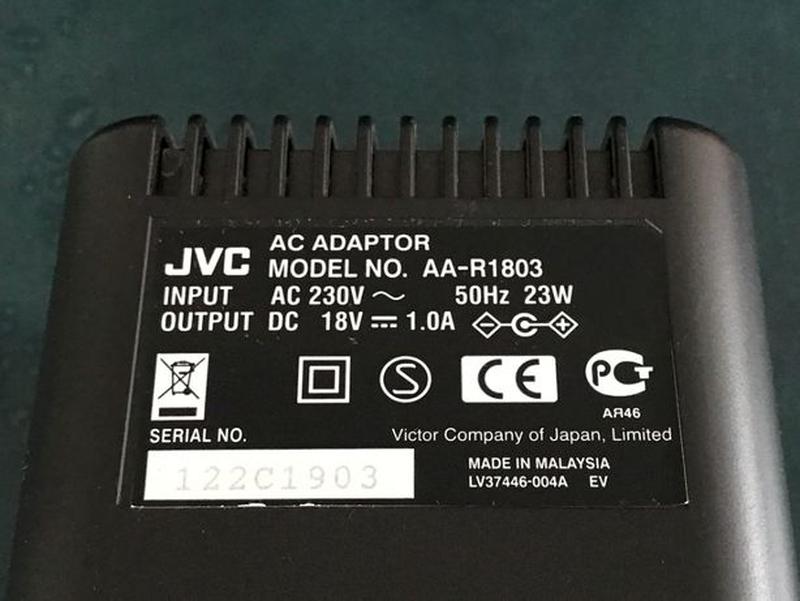 JVC
AC ADAPTOR
MODEL NO. AA-R1803
INPUT AC 230V ～ 50Hz 23W
OUTPUT DC 18V ⎓ 1.0A
S CE PCT
АЯ46
SERIAL NO. Victor Company of Japan, Limited
122C1903
MADE IN MALAYSIA
LV37446-004A EV